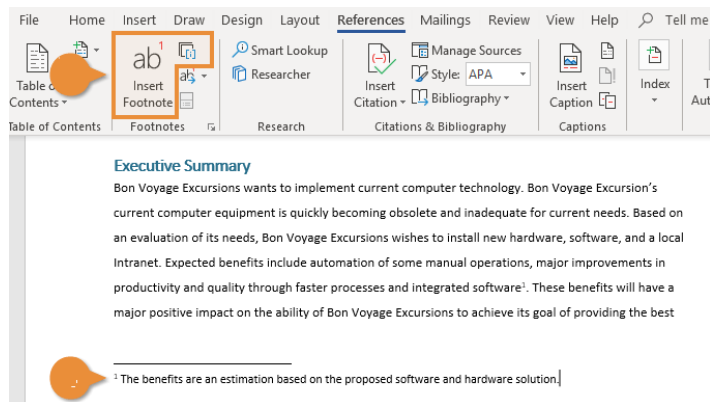 File Home Insert Draw Design Layout References Mailings Review View Help Tell me
ab¹ Smart Lookup Manage Sources
Researcher Style: APA
Table Insert Insert Insert Index
Contents Footnote Citation Bibliography Caption
Table of Contents Footnotes Research Citations & Bibliography Captions
Executive Summary
Bon Voyage Excursions wants to implement current computer technology. Bon Voyage Excursion’s
current computer equipment is quickly becoming obsolete and inadequate for current needs. Based on
an evaluation of its needs, Bon Voyage Excursions wishes to install new hardware, software, and a local
Intranet. Expected benefits include automation of some manual operations, major improvements in
productivity and quality through faster processes and integrated software¹. These benefits will have a
major positive impact on the ability of Bon Voyage Excursions to achieve its goal of providing the best
¹ The benefits are an estimation based on the proposed software and hardware solution.